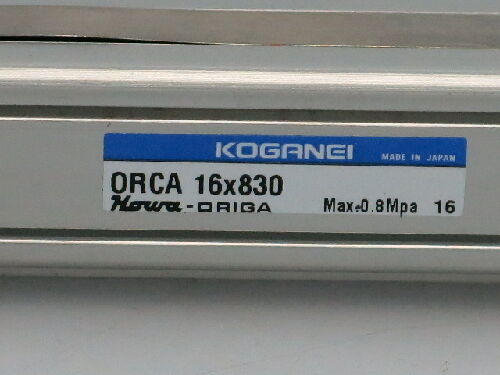 KOGANEI MADE IN JAPAN
ORCA 16x830
Howa-ORIGA Max.0.8Mpa 16